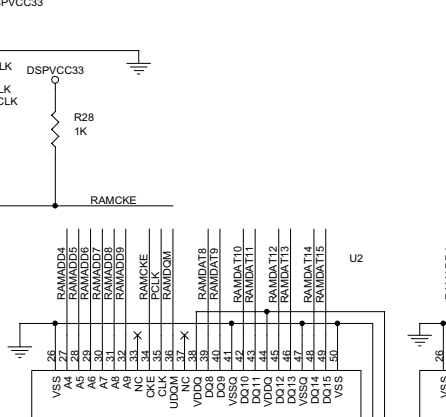 SPVCC33
LK
DSPVCC33
LK
CLK
R28
1K
RAMCKE
RAMADD4
RAMADD5
RAMADD6
RAMADD7
RAMADD8
RAMADD9
RAMCKE
PCLK
RAMDQM
RAMDAT8
RAMDAT9
RAMDAT10
RAMDAT11
RAMDAT12
RAMDAT13
RAMDAT14
RAMDAT15
U2
26
27
28
29
30
31
32
33
34
35
36
37
38
39
40
41
42
43
44
45
46
47
48
49
50
26
VSS
A4
A5
A6
A7
A8
A9
NC
CKE
CLK
UDQM
NC
VDDQ
DQ8
DQ9
VSSQ
DQ10
DQ11
VDDQ
DQ12
DQ13
VSSQ
DQ14
DQ15
VSS
VSS